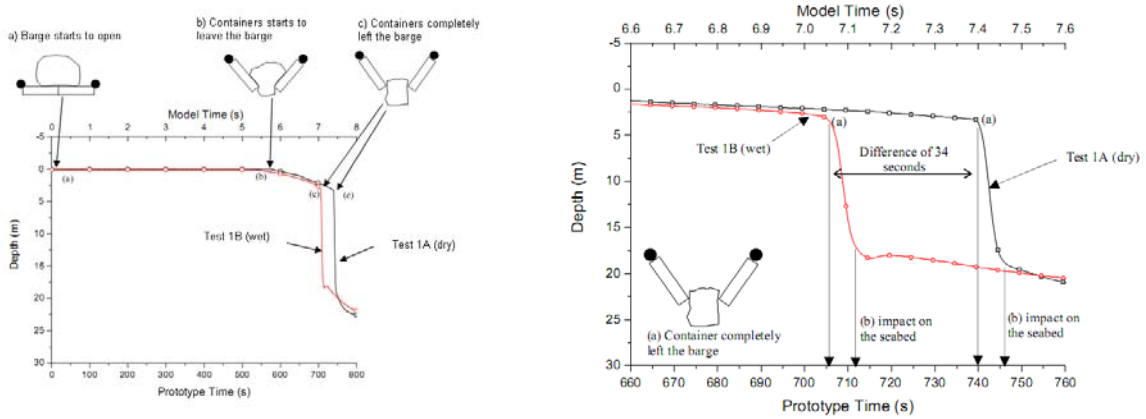 a) Barge starts to open
b) Containers starts to
leave the barge
c) Containers completely
left the barge
Model Time (s)
0 1 2 3 4 5 6 7 8
-5
0
5
10
15
20
25
30
Depth (m)
(a)
(b)
(c)
(c)
Test 1B (wet)
Test 1A (dry)
0 100 200 300 400 500 600 700 800
Prototype Time (s)
Model Time (s)
6.6 6.7 6.8 6.9 7.0 7.1 7.2 7.3 7.4 7.5 7.6
-5
0
5
10
15
20
25
30
Depth (m)
(a)
(a)
Test 1B (wet)
Difference of 34
seconds
Test 1A (dry)
(a) Container completely
left the barge
(b) impact on
the seabed
(b) impact on
the seabed
660 670 680 690 700 710 720 730 740 750 760
Prototype Time (s)